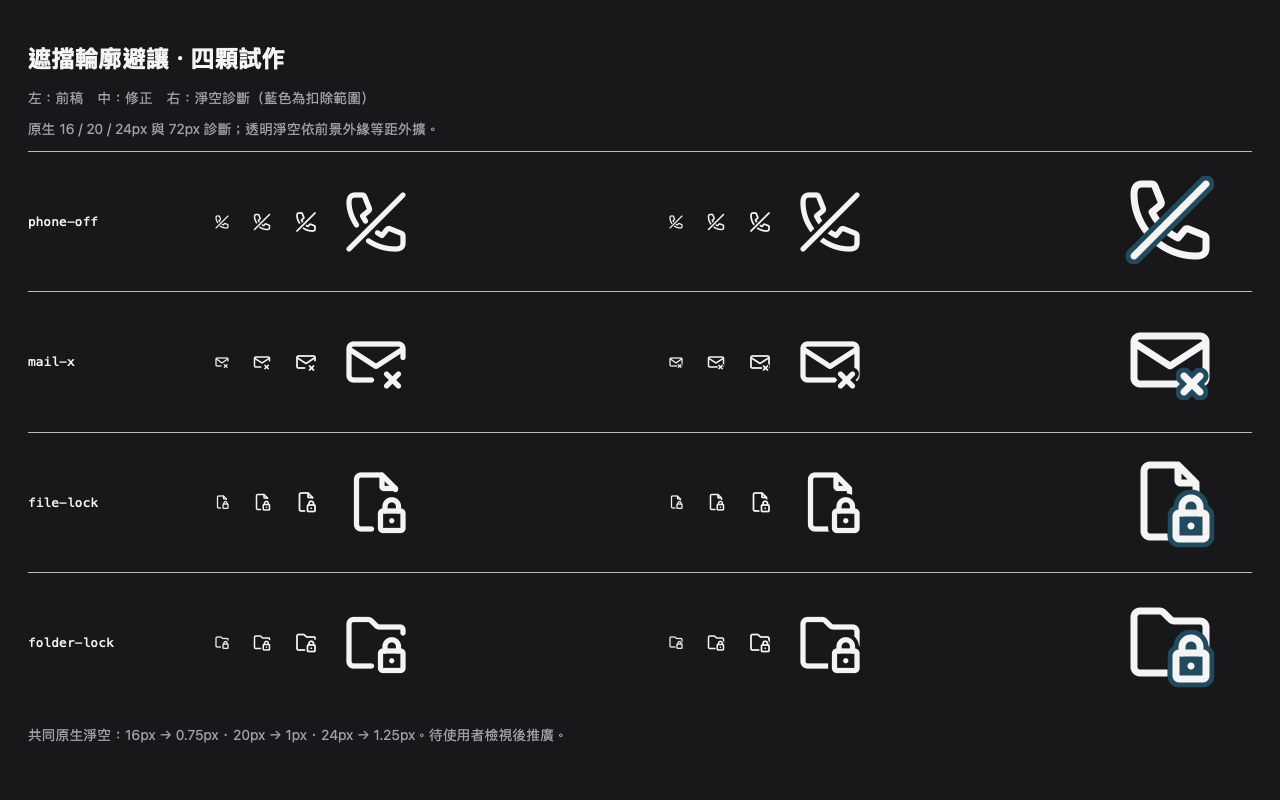 遮擋輪廓避讓 · 四顆試作
左：前稿　中：修正　右：淨空診斷（藍色為扣除範圍）
原生 16 / 20 / 24px 與 72px 診斷；透明淨空依前景外緣等距外擴。
phone-off
mail-x
file-lock
folder-lock
共同原生淨空：16px → 0.75px · 20px → 1px · 24px → 1.25px。待使用者檢視後推廣。